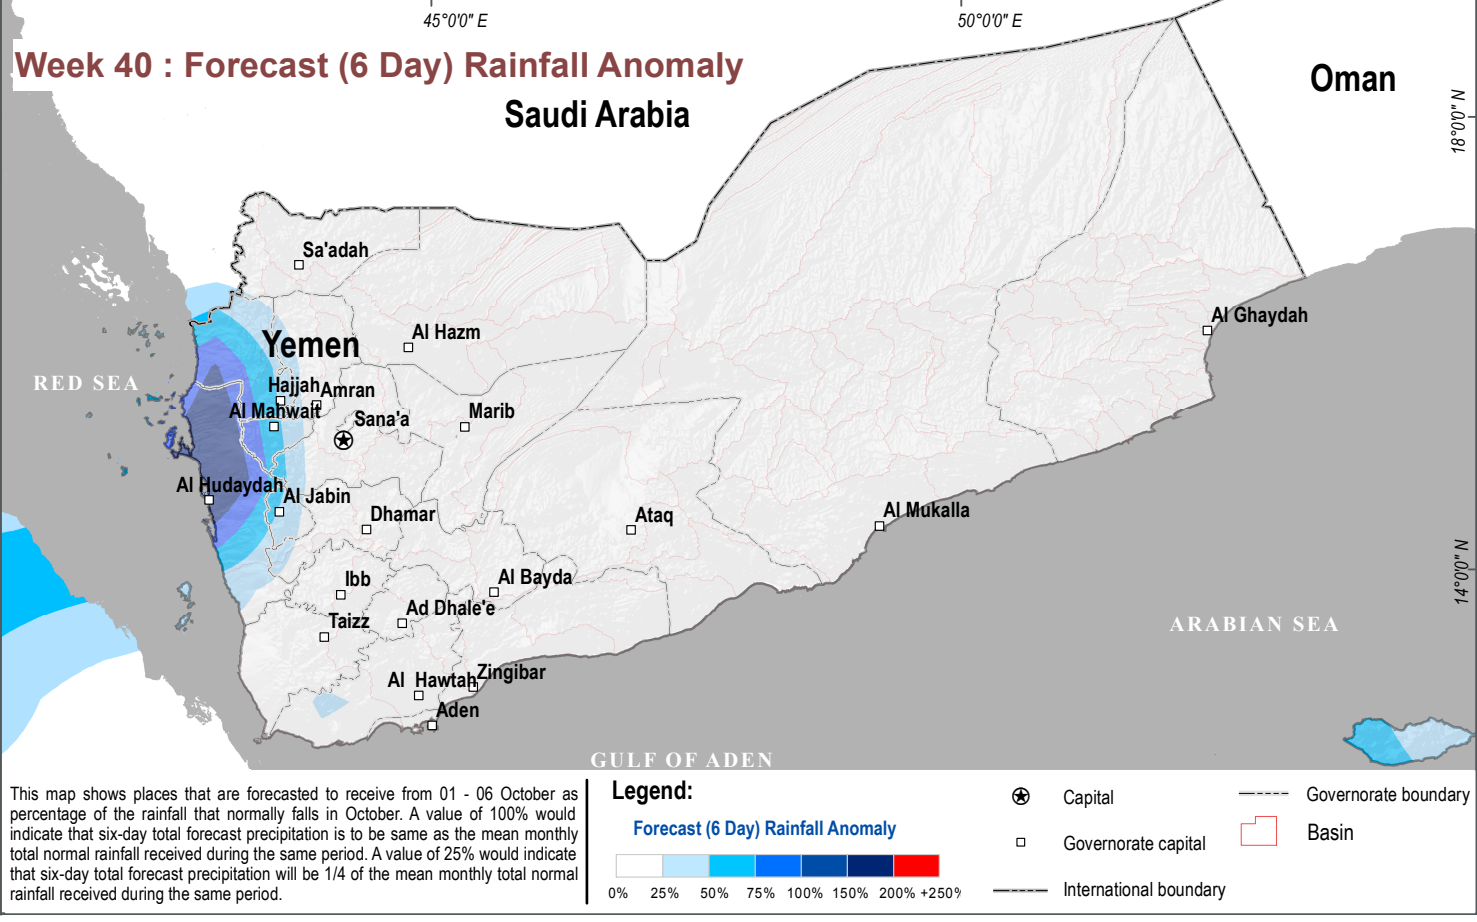 45°0'0" E
50°0'0" E
Week 40 : Forecast (6 Day) Rainfall Anomaly
Oman
Saudi Arabia
18°0'0" N
Sa'adah
Al Ghaydah
Al Hazm
Yemen
RED SEA
Hajjah
Amran
Al Mahwait
Sana'a
Marib
Al Hudaydah
Al Jabin
Dhamar
Ataq
Al Mukalla
14°0'0" N
Ibb
Al Bayda
Ad Dhale'e
Taizz
ARABIAN SEA
Al Hawtah
Zingibar
Aden
GULF OF ADEN
This map shows places that are forecasted to receive from 01 - 06 October as
percentage of the rainfall that normally falls in October. A value of 100% would
indicate that six-day total forecast precipitation is to be same as the mean monthly
total normal rainfall received during the same period. A value of 25% would indicate
that six-day total forecast precipitation will be 1/4 of the mean monthly total normal
rainfall received during the same period.
Legend:
Forecast (6 Day) Rainfall Anomaly
0% 25% 50% 75% 100% 150% 200% +250%
Capital
Governorate capital
International boundary
Governorate boundary
Basin